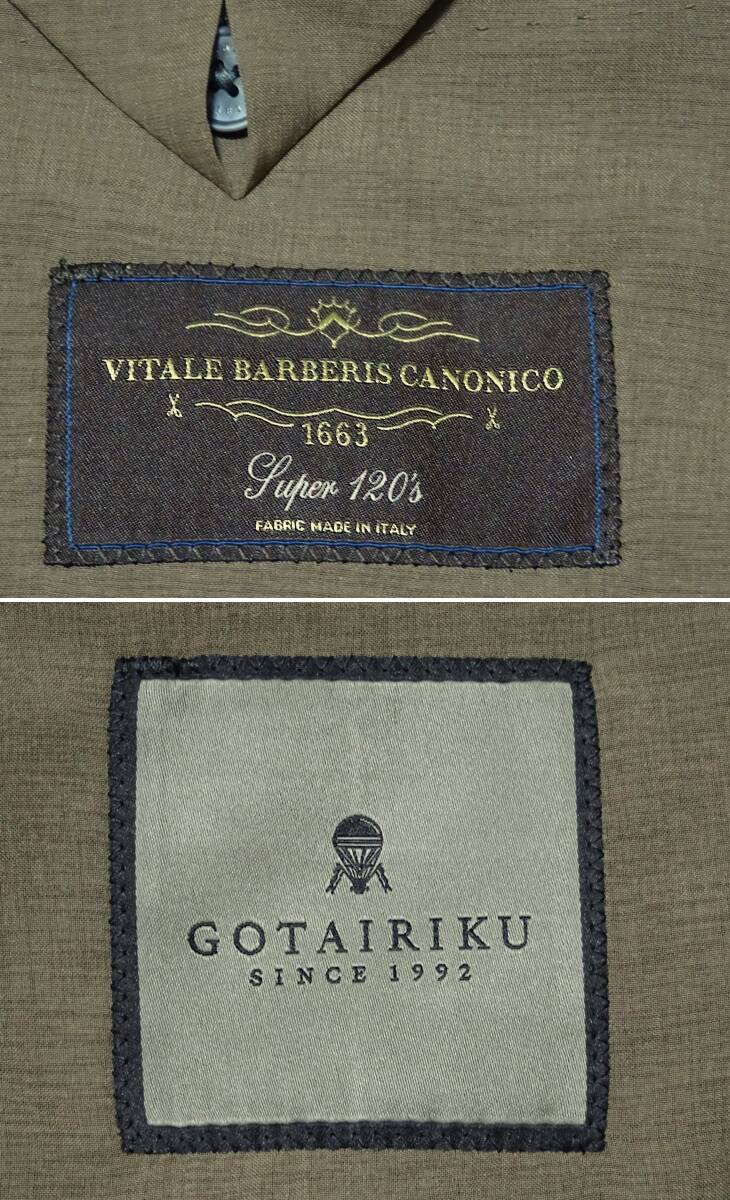 VITALE BARBERIS CANONICO
1663
Super 120's
FABRIC MADE IN ITALY
GOTAIRIKU
SINCE 1992